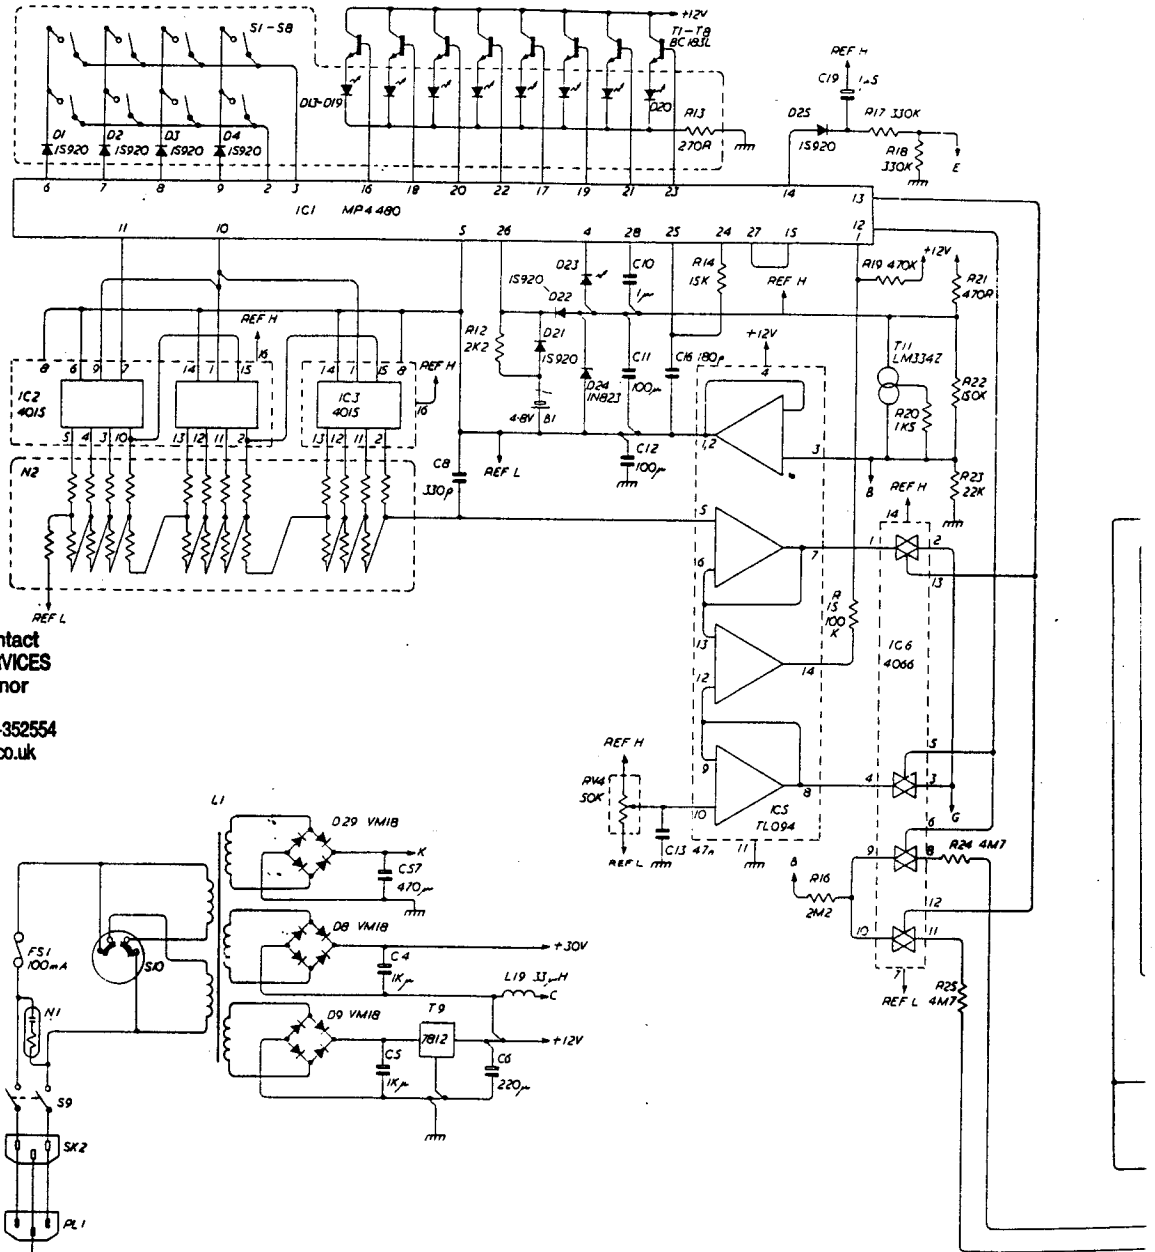 S1-S8
+12V
T1-T8
BC183L
REF H
C19
1µS
D13-D19
D20
R13
270R
D25
1S920
R17 330K
R18
330K
E
D1
1S920
D2
1S920
D3
1S920
D4
1S920
6 7 8 9 2 3 16 18 20 22 17 19 21 23 14 13
IC1 MP4480
12
11 10 5 26 4 28 25 24 27 15 1
+12V
R19 470K
R21
470R
D23
1S920
D22
C10
1µ
R14
15K
REF H
REF H
16
R12
2K2
D21
1S920
D24
1N823
C11
100µ
C16 180p
+12V
4
T11
LM334Z
R22
150K
R20
1K5
8 6 9 7 14 1 15 14 1 15 8
REF H
16
IC2
4015
IC3
4015
5 4 3 10 13 12 11 2 13 12 11 2
4.8V B1
1,2
3
N2
C8
330p
REF L
C12
100µ
B
REF H
R23
22K
14
5
6
7
1
2
13
REF L
ntact
RVICES
nor
-352554
co.uk
13
12
14
R
15
100
K
IC6
4066
REF H
RV4
50K
REF L
9
10
8
IC5
TL094
11
C13 47n
4
5
3
G
6
9
8
R24 4M7
B
R16
2M2
12
10
11
7
REF L
R25
4M7
L1
D29 VM18
K
C57
470µ
D8 VM18
+30V
C4
1Kµ
L19 33µH
C
FS1
100mA
S10
D9 VM18
T9
7812
+12V
C5
1Kµ
C6
220µ
N1
S9
SK2
PL1